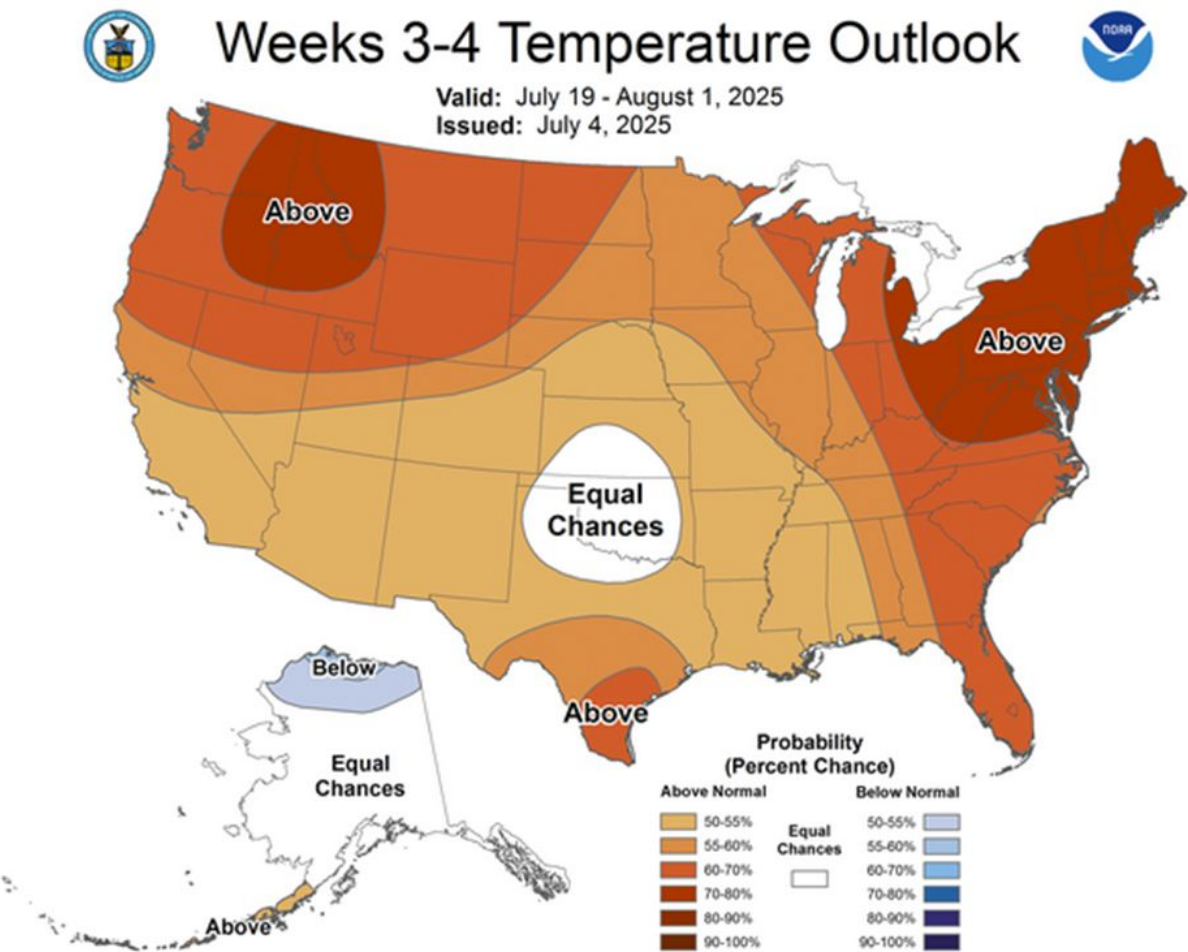 NOAA
Weeks 3-4 Temperature Outlook
Valid: July 19 - August 1, 2025
Issued: July 4, 2025
Above
Above
Equal
Chances
Above
Below
Equal
Chances
Above
Probability
(Percent Chance)
Above Normal
Below Normal
50-55%
55-60%
60-70%
70-80%
80-90%
90-100%
Equal
Chances
50-55%
55-60%
60-70%
70-80%
80-90%
90-100%